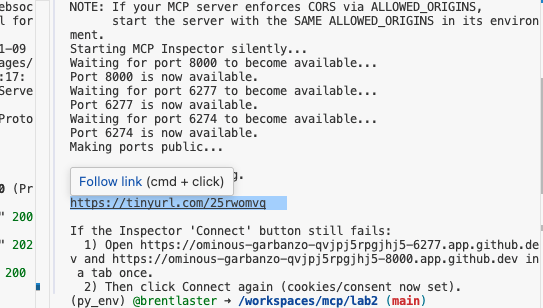 ebsoc
l for
1-09
ages/
:17:
Serve
Proto
0 (Pr
" 200
" 202
200
NOTE: If your MCP server enforces CORS via ALLOWED_ORIGINS,
start the server with the SAME ALLOWED_ORIGINS in its environ
ment.
Starting MCP Inspector silently...
Waiting for port 8000 to become available...
Port 8000 is now available.
Waiting for port 6277 to become available...
Port 6277 is now available.
Waiting for port 6274 to become available...
Port 6274 is now available.
Making ports public...
g.
Follow link (cmd + click)
https://tinyurl.com/25rwomvq
If the Inspector 'Connect' button still fails:
1) Open https://ominous-garbanzo-qvjpj5rpgjhj5-6277.app.github.de
v and https://ominous-garbanzo-qvjpj5rpgjhj5-8000.app.github.dev in
a tab once.
2) Then click Connect again (cookies/consent now set).
(py_env) @brentlaster ➜ /workspaces/mcp/lab2 (main)